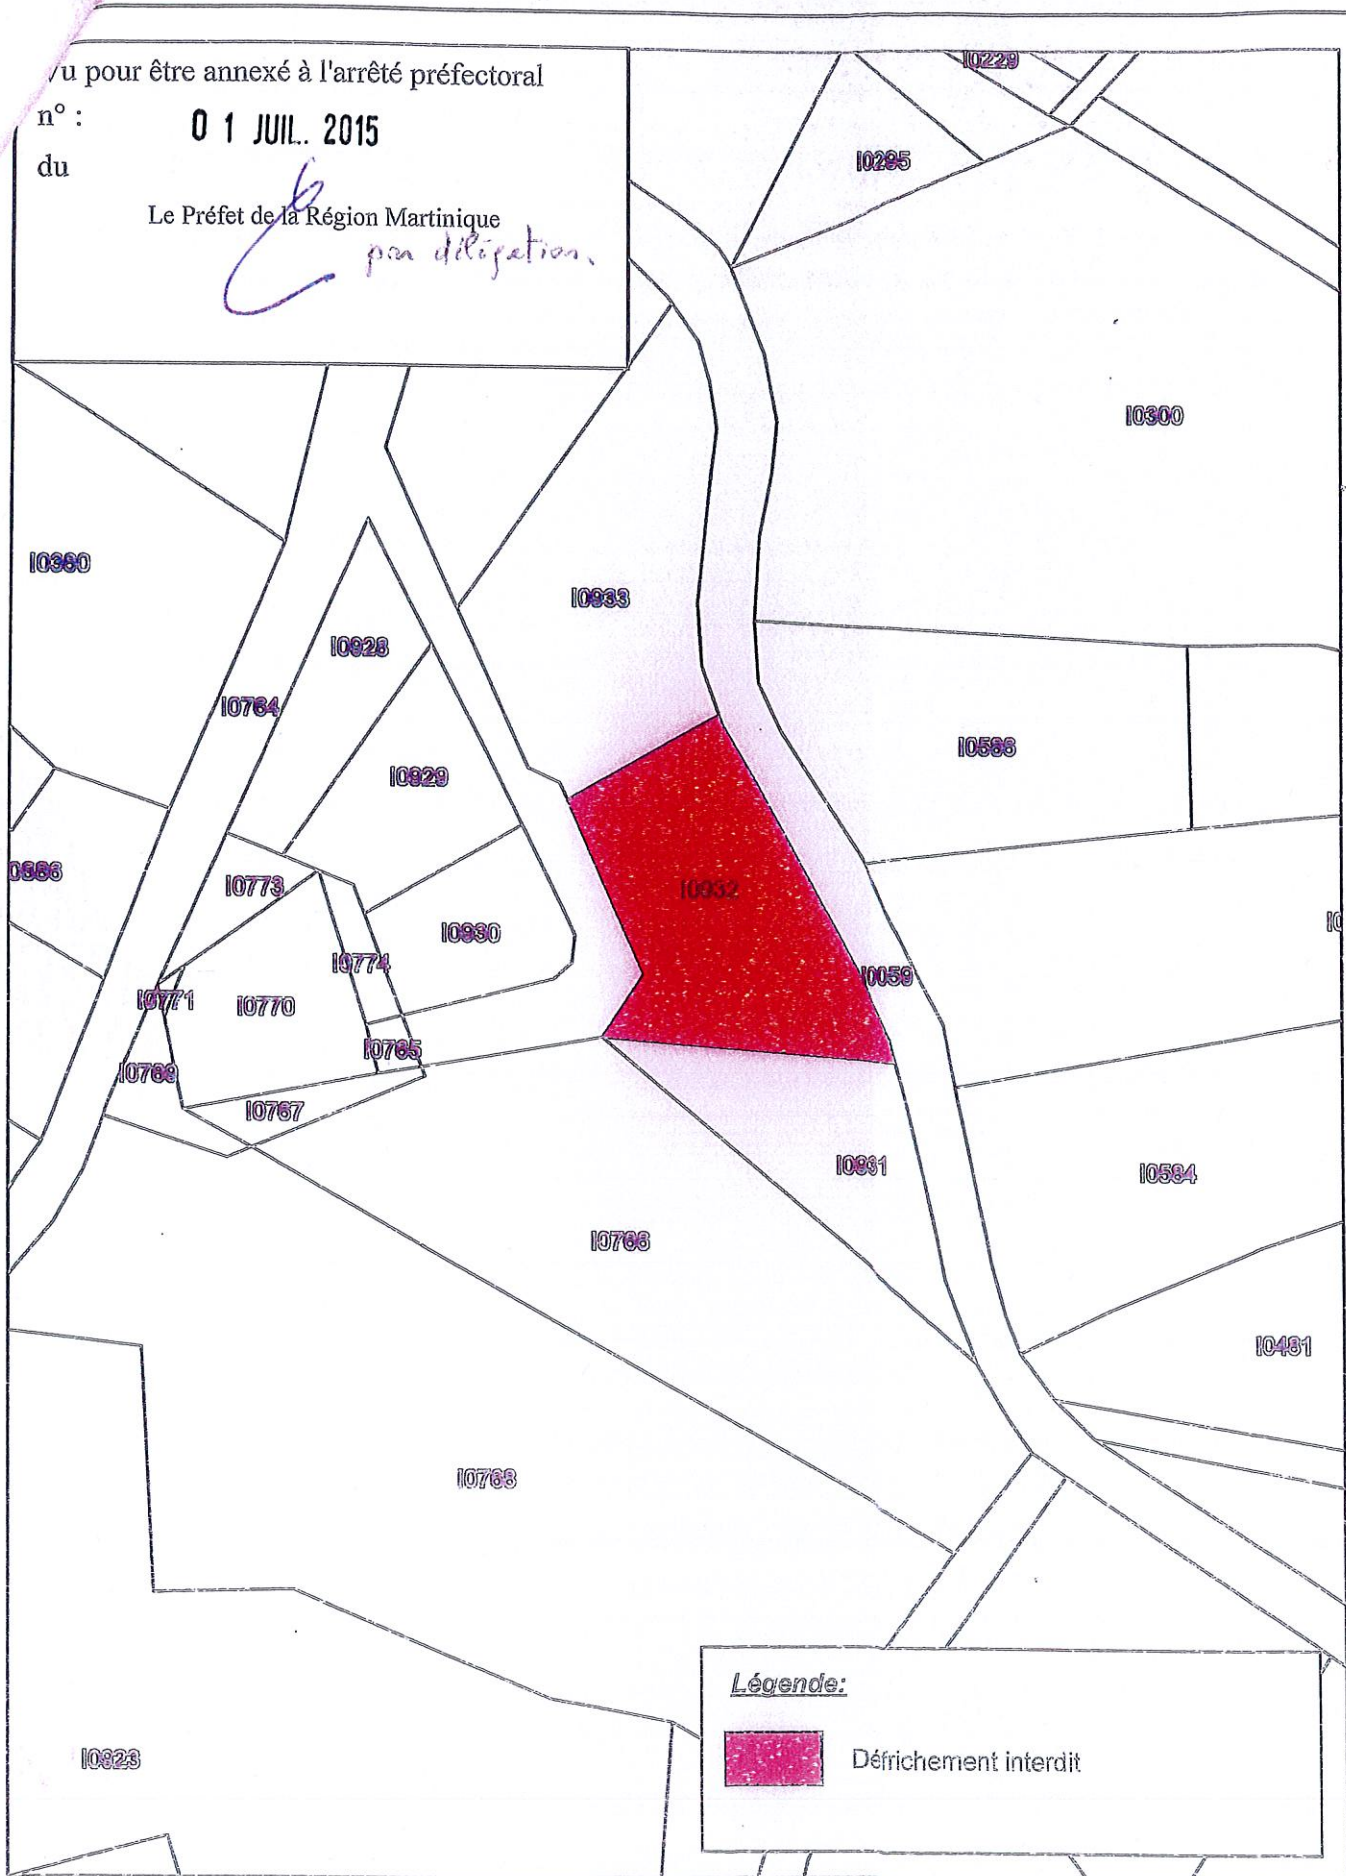 Vu pour être annexé à l'arrêté préfectoral
n° :
0 1 JUIL. 2015
du
Le Préfet de la Région Martinique
par délégation.
I0229
I0295
I0300
I0380
I0933
I0928
I0764
I0929
I0586
I0773
I0932
I0930
I0774
I0059
I0771
I0770
I0765
I0769
I0767
I0931
I0584
I0766
I0481
I0768
Légende:
Défrichement interdit
I0923